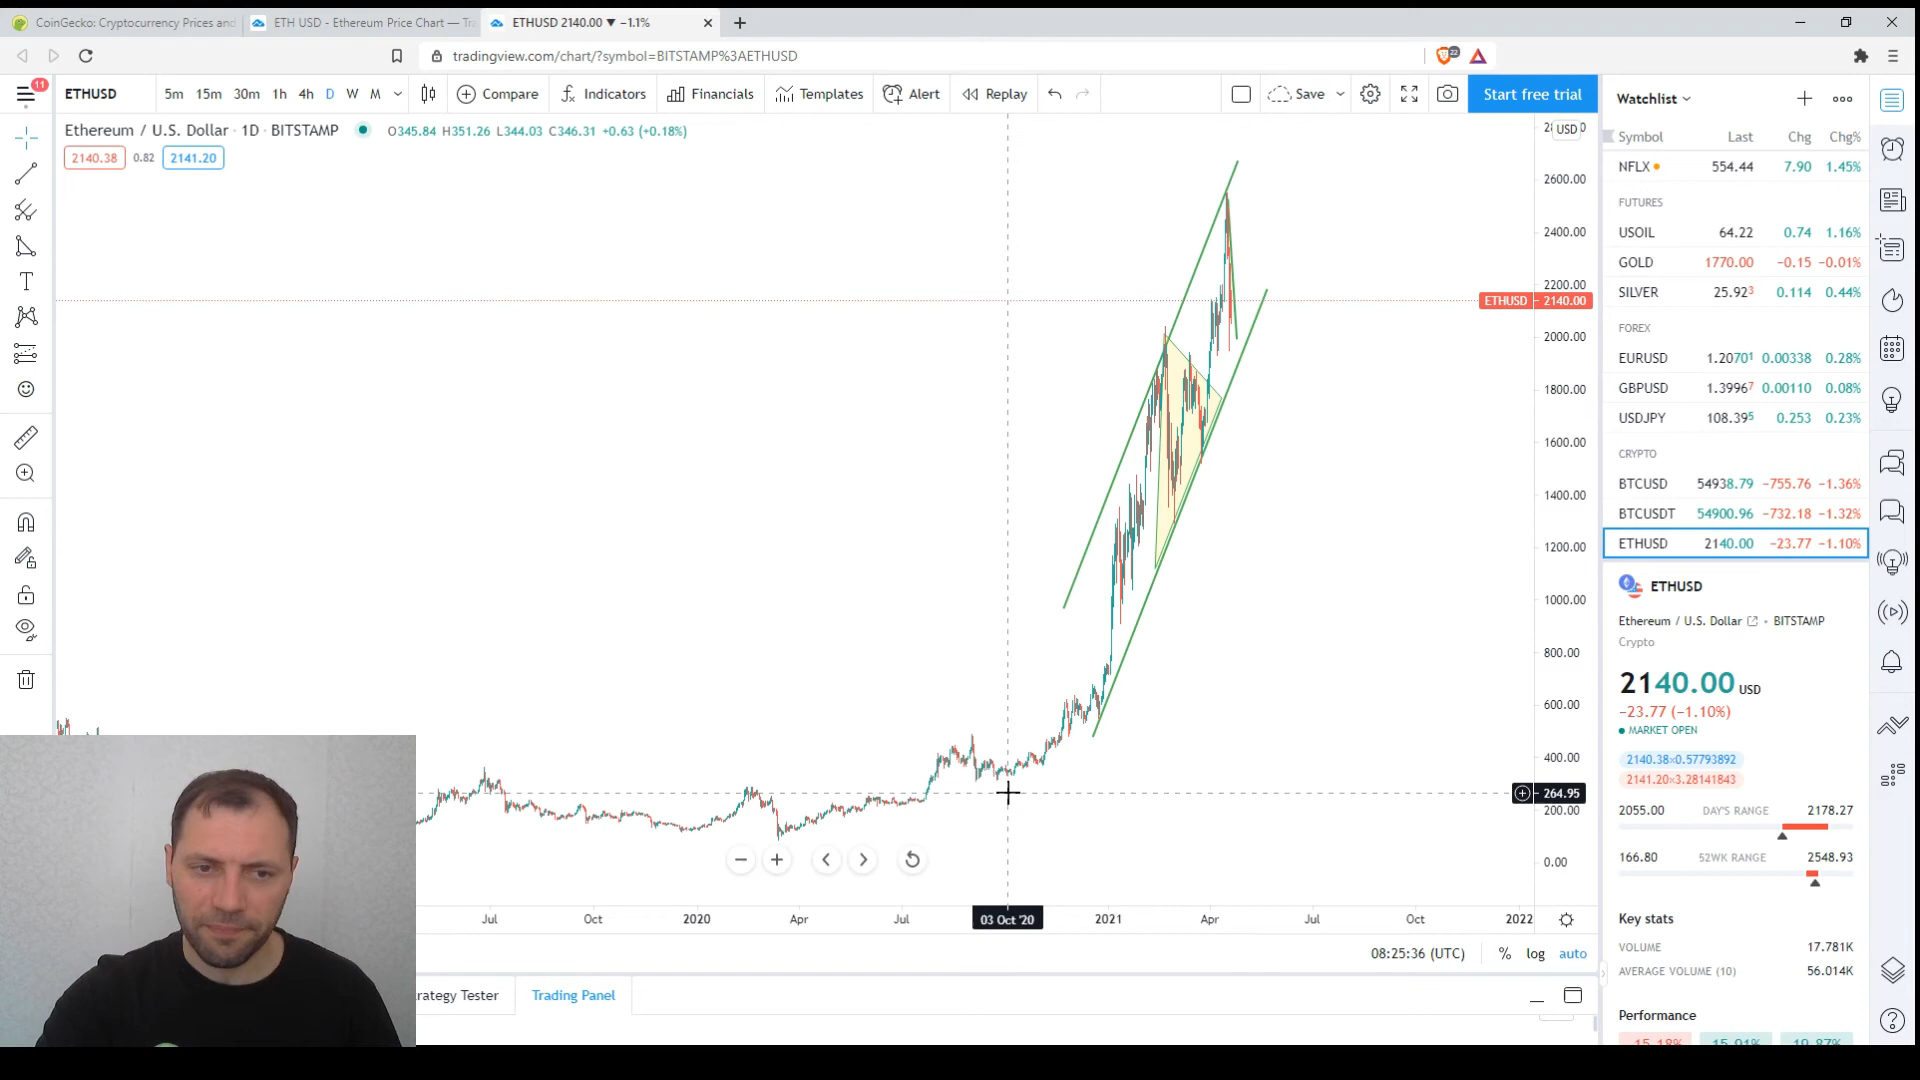 CoinGecko: Cryptocurrency Prices and
ETH USD - Ethereum Price Chart — Tra
ETHUSD 2140.00 ▼ −1.1%
tradingview.com/chart/?symbol=BITSTAMP%3AETHUSD
22
11
ETHUSD
5m 15m 30m 1h 4h D W M
Compare
Indicators
Financials
Templates
Alert
Replay
Save
Start free trial
Ethereum / U.S. Dollar · 1D · BITSTAMP
O345.84 H351.26 L344.03 C346.31 +0.63 (+0.18%)
2140.38 0.82 2141.20
USD
2600.00
2400.00
2200.00
ETHUSD 2140.00
2000.00
1800.00
1600.00
1400.00
1200.00
1000.00
800.00
600.00
400.00
264.95
200.00
0.00
Jul Oct 2020 Apr Jul 03 Oct '20 2021 Apr Jul Oct 2022
08:25:36 (UTC) % log auto
rategy Tester
Trading Panel
Watchlist
Symbol Last Chg Chg%
NFLX 554.44 7.90 1.45%
FUTURES
USOIL 64.22 0.74 1.16%
GOLD 1770.00 −0.15 −0.01%
SILVER 25.923 0.114 0.44%
FOREX
EURUSD 1.20701 0.00338 0.28%
GBPUSD 1.39967 0.00110 0.08%
USDJPY 108.395 0.253 0.23%
CRYPTO
BTCUSD 54938.79 −755.76 −1.36%
BTCUSDT 54900.96 −732.18 −1.32%
ETHUSD 2140.00 −23.77 −1.10%
ETHUSD
Ethereum / U.S. Dollar • BITSTAMP
Crypto
2140.00 USD
−23.77 (−1.10%)
MARKET OPEN
2140.38×0.57793892
2141.20×3.28141843
2055.00 DAY'S RANGE 2178.27
166.80 52WK RANGE 2548.93
Key stats
VOLUME 17.781K
AVERAGE VOLUME (10) 56.014K
Performance
15.18% 15.91% 19.87%